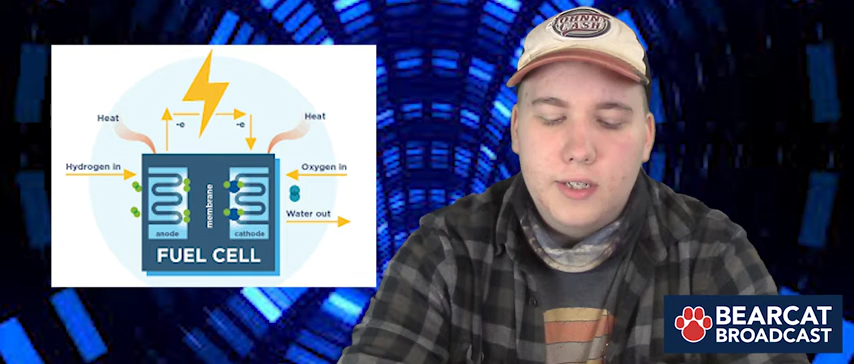 Heat
-e
-e
Heat
Hydrogen in
Oxygen in
membrane
Water out
anode
cathode
FUEL CELL
BEARCAT
BROADCAST